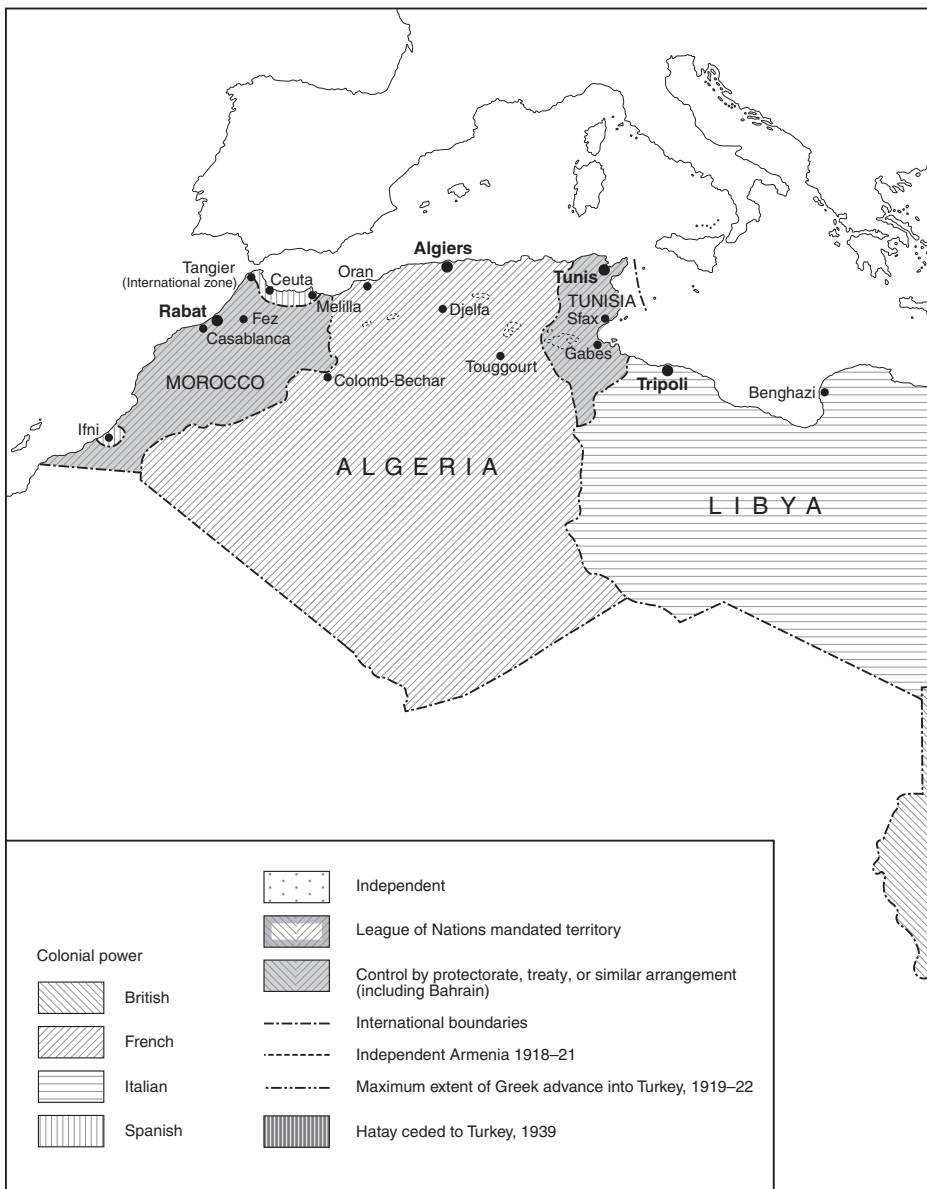 Algiers
Tangier
(International zone)
Ceuta
Oran
Tunis
Melilla
TUNISIA
Rabat
Fez
Djelfa
Sfax
Casablanca
Gabes
Touggourt
MOROCCO
Colomb-Bechar
Tripoli
Benghazi
Ifni
ALGERIA
LIBYA
Colonial power
British
French
Italian
Spanish
Independent
League of Nations mandated territory
Control by protectorate, treaty, or similar arrangement
(including Bahrain)
International boundaries
Independent Armenia 1918–21
Maximum extent of Greek advance into Turkey, 1919–22
Hatay ceded to Turkey, 1939